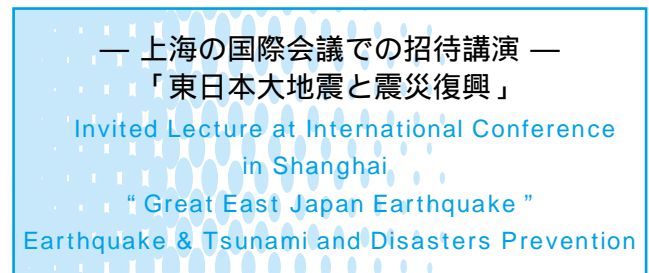 ― 上海の国際会議での招待講演 ―
「東日本大地震と震災復興」
Invited Lecture at International Conference
in Shanghai
“ Great East Japan Earthquake ”
Earthquake & Tsunami and Disasters Prevention